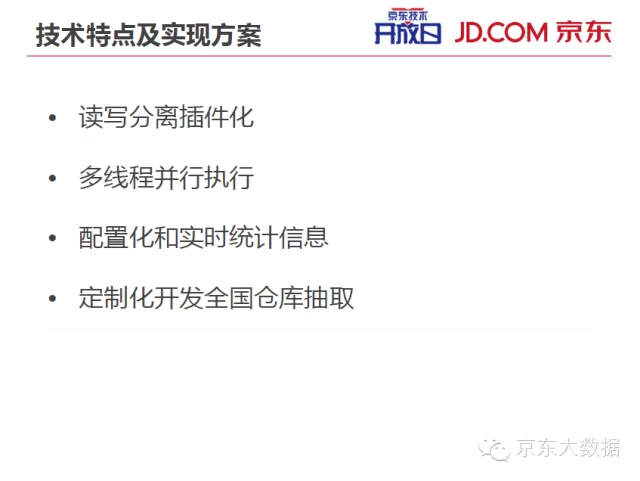 技术特点及实现方案
京东技术
开放日
JD.COM 京东
• 读写分离插件化
• 多线程并行执行
• 配置化和实时统计信息
• 定制化开发全国仓库抽取
京东大数据